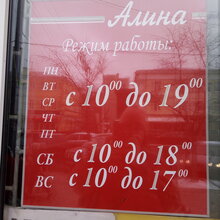 Алина
Режим работы:
ПН
ВТ
СР
ЧТ
ПТ
с 10⁰⁰ до 19⁰⁰
СБ с 10⁰⁰ до 18⁰⁰
ВС с 10⁰⁰ до 17⁰⁰